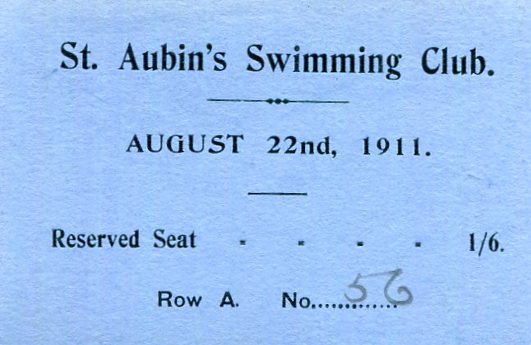 St. Aubin's Swimming Club.
AUGUST 22nd, 1911.
Reserved Seat - - - - 1/6.
Row A. No.............56